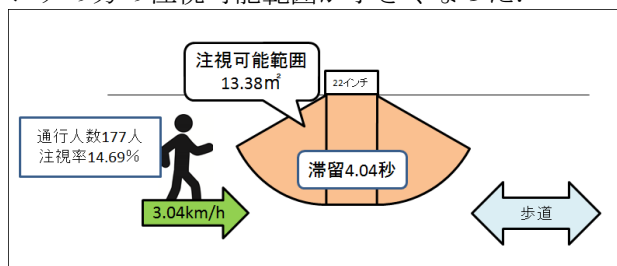 注視可能範囲
13.38㎡
22インチ
通行人数177人
注視率14.69%
滞留4.04秒
3.04km/h
歩道